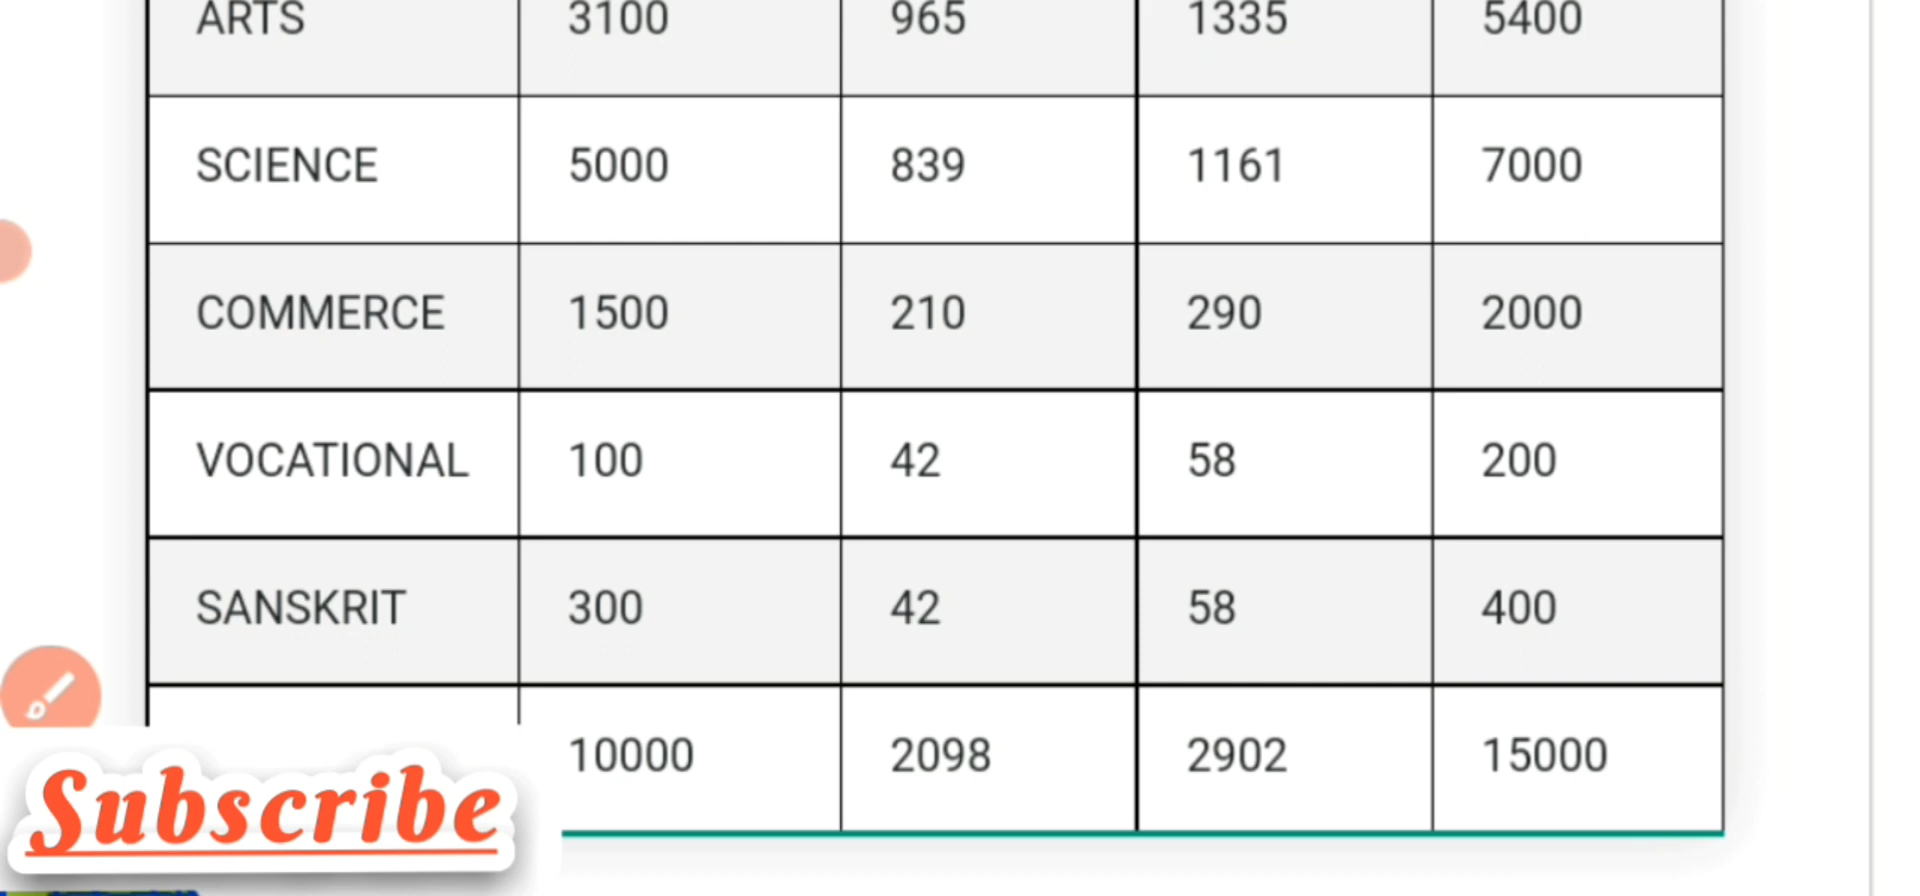 ARTS 3100 965 1335 5400
SCIENCE 5000 839 1161 7000
COMMERCE 1500 210 290 2000
VOCATIONAL 100 42 58 200
SANSKRIT 300 42 58 400
10000 2098 2902 15000
Subscribe